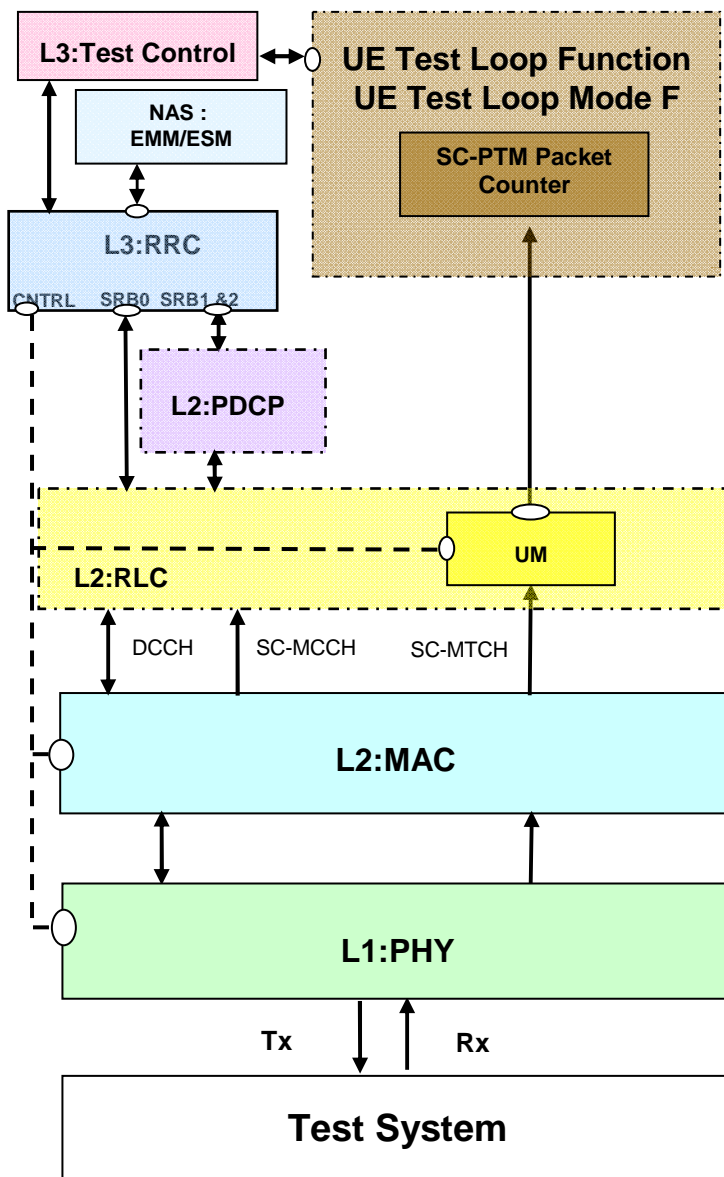 L3:Test Control
UE Test Loop Function
UE Test Loop Mode F
NAS :
EMM/ESM
SC-PTM Packet
Counter
L3:RRC
CNTRL SRB0 SRB1 &2
L2:PDCP
UM
L2:RLC
DCCH SC-MCCH SC-MTCH
L2:MAC
L1:PHY
Tx Rx
Test System